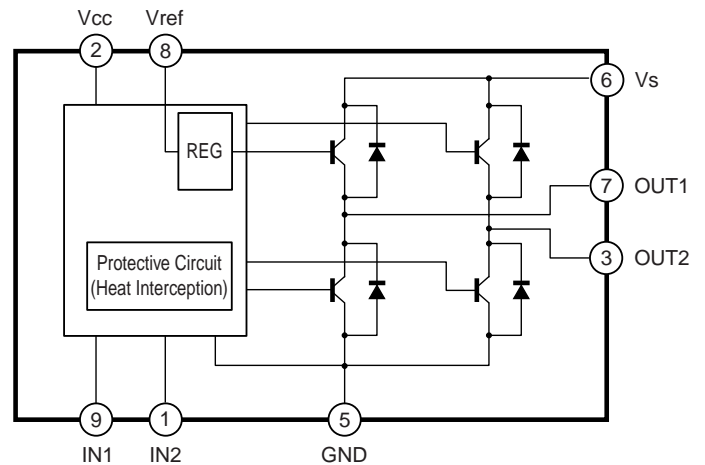 Vcc
Vref
2
8
6
Vs
REG
7
OUT1
Protective Circuit
(Heat Interception)
3
OUT2
9
1
5
IN1
IN2
GND